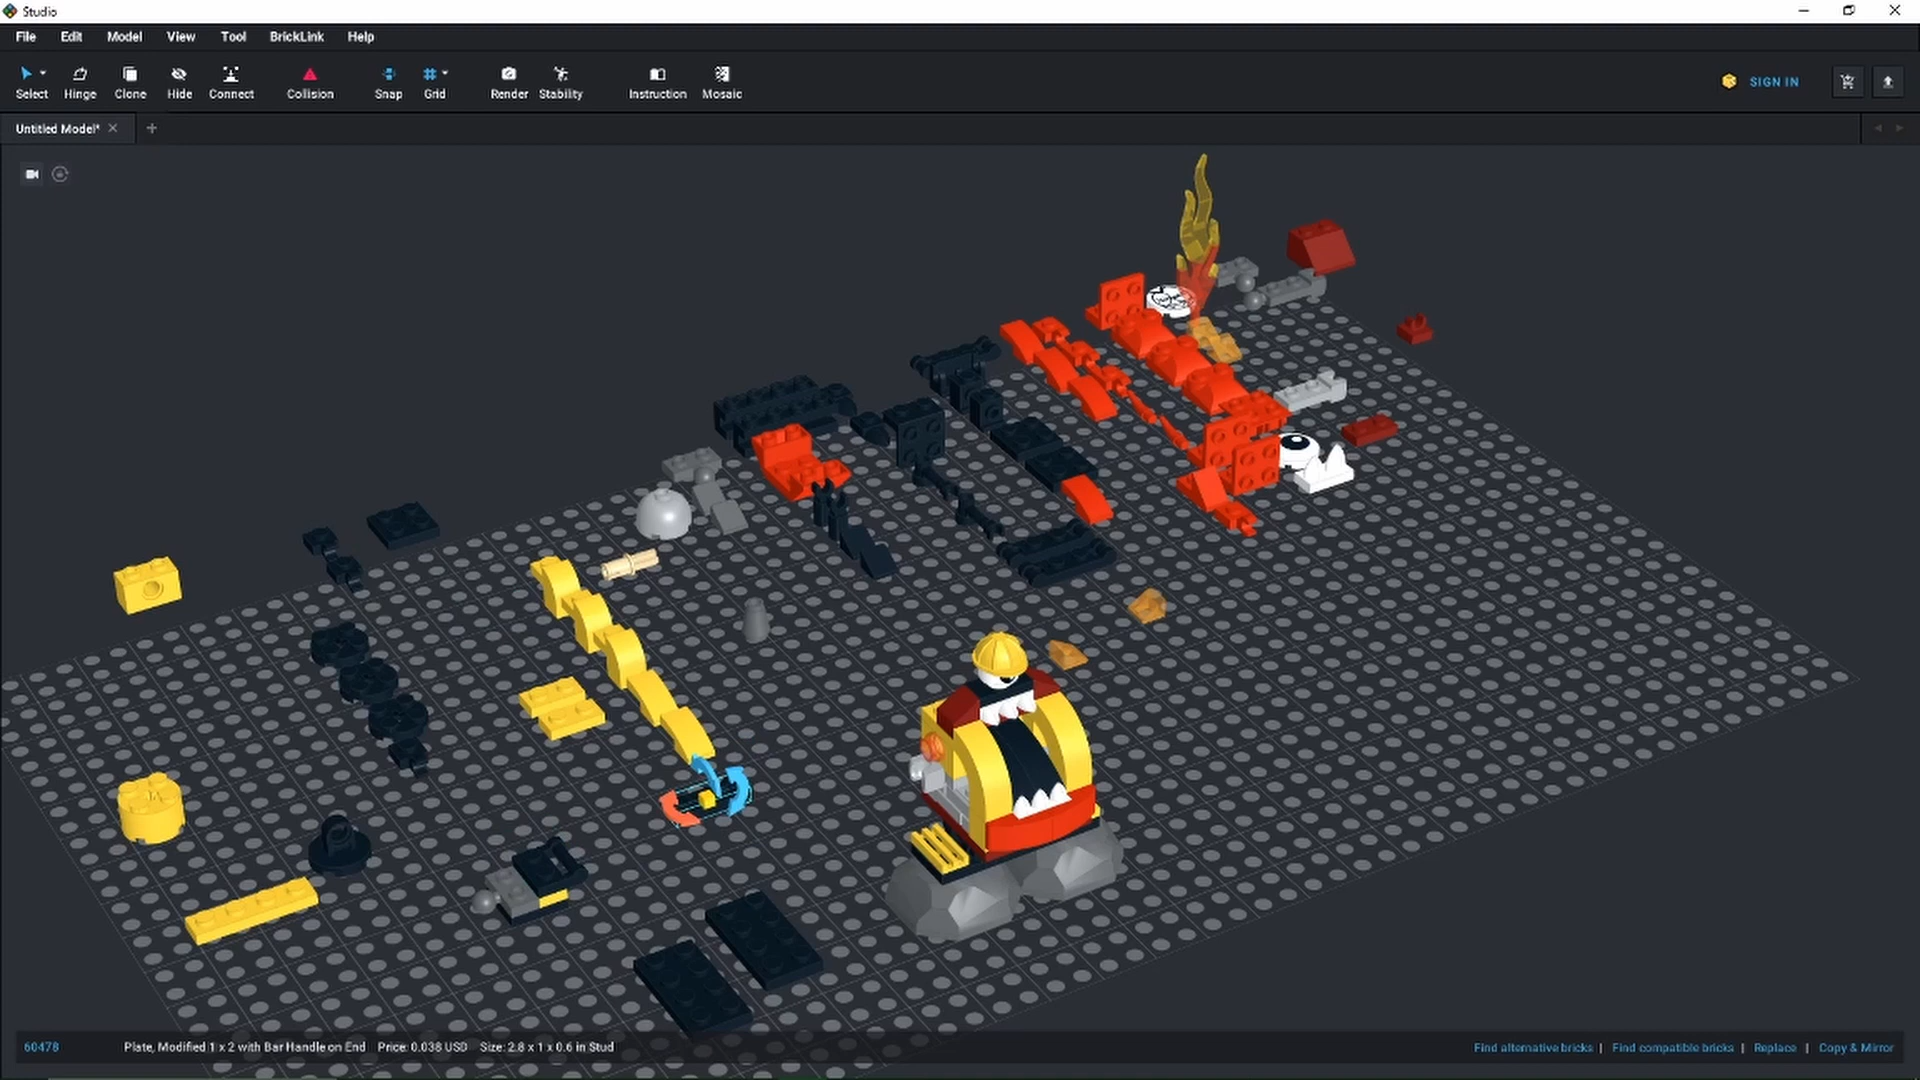 Studio
File Edit Model View Tool BrickLink Help
Select Hinge Clone Hide Connect Collision Snap Grid Render Stability Instruction Mosaic
SIGN IN
Untitled Model*
60478 Plate, Modified 1 x 2 with Bar Handle on End Price: 0.038 USD Size: 2.8 x 1 x 0.6 in Stud
Find alternative bricks | Find compatible bricks | Replace | Copy & Mirror